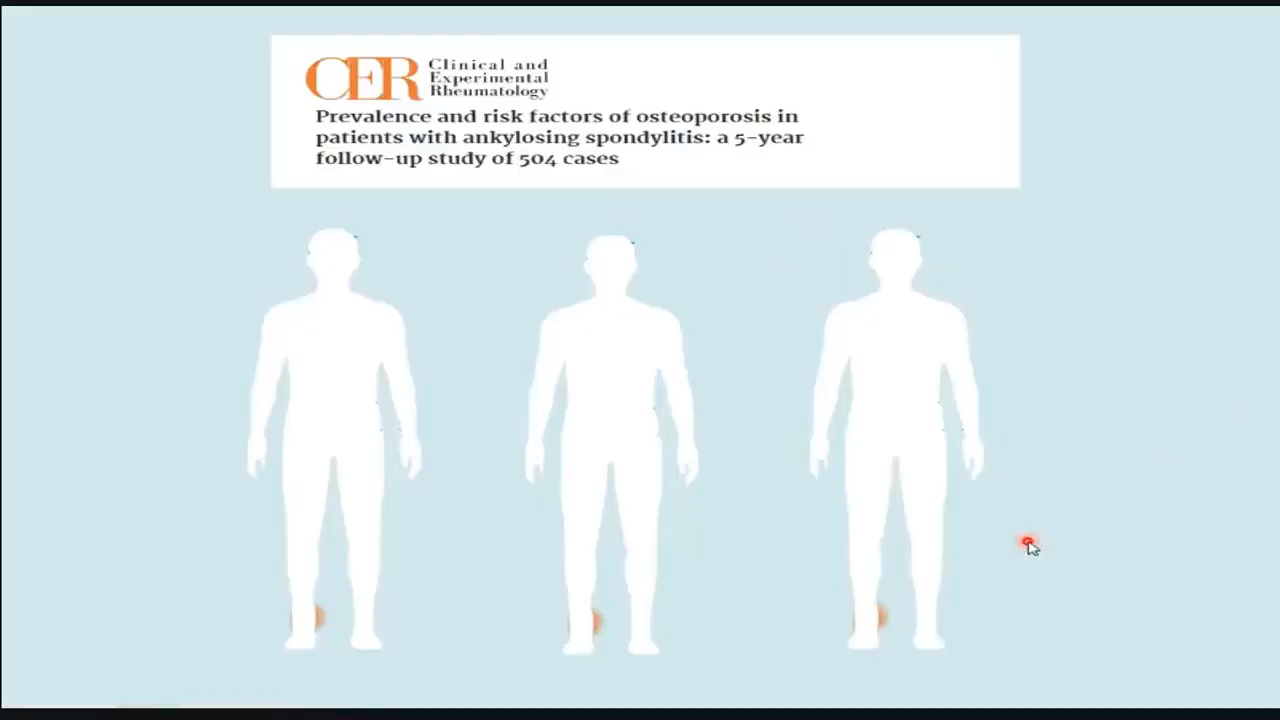 CER
Clinical and
Experimental
Rheumatology
Prevalence and risk factors of osteoporosis in
patients with ankylosing spondylitis: a 5-year
follow-up study of 504 cases